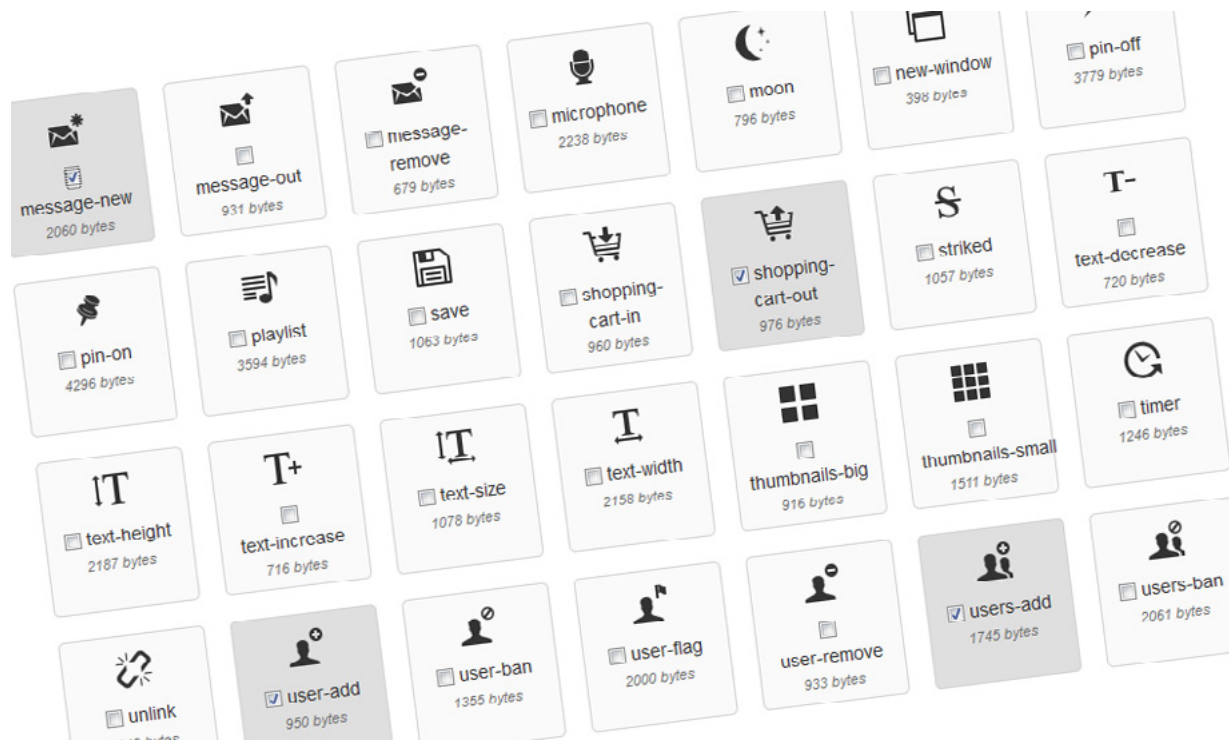 message-new
2060 bytes
message-out
931 bytes
message-
remove
679 bytes
microphone
2238 bytes
moon
796 bytes
new-window
398 bytes
pin-off
3779 bytes
pin-on
4296 bytes
playlist
3594 bytes
save
1063 bytes
shopping-
cart-in
960 bytes
shopping-
cart-out
976 bytes
striked
1057 bytes
T-
text-decrease
720 bytes
T
text-height
2187 bytes
T+
text-increase
716 bytes
T
text-size
1078 bytes
T
text-width
2158 bytes
thumbnails-big
916 bytes
thumbnails-small
1511 bytes
timer
1246 bytes
unlink
bytes
user-add
950 bytes
user-ban
1355 bytes
user-flag
2000 bytes
user-remove
933 bytes
users-add
1745 bytes
users-ban
2061 bytes